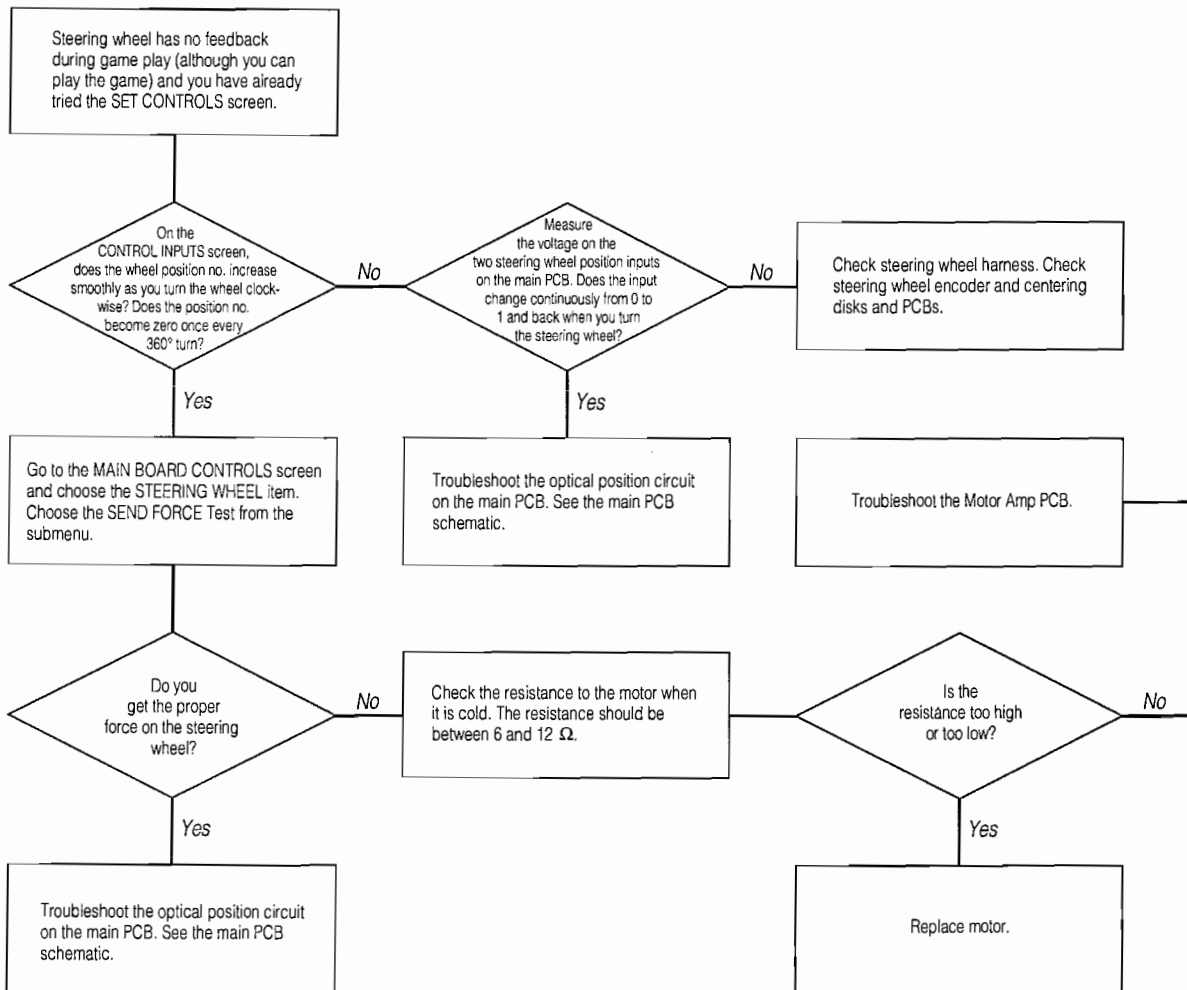 Steering wheel has no feedback
during game play (although you can
play the game) and you have already
tried the SET CONTROLS screen.
On the
CONTROL INPUTS screen,
does the wheel position no. increase
smoothly as you turn the wheel clock-
wise? Does the position no.
become zero once every
360° turn?
No
Measure
the voltage on the
two steering wheel position inputs
on the main PCB. Does the input
change continuously from 0 to
1 and back when you turn
the steering wheel?
No
Check steering wheel harness. Check
steering wheel encoder and centering
disks and PCBs.
Yes
Yes
Go to the MAIN BOARD CONTROLS screen
and choose the STEERING WHEEL item.
Choose the SEND FORCE Test from the
submenu.
Troubleshoot the optical position circuit
on the main PCB. See the main PCB
schematic.
Troubleshoot the Motor Amp PCB.
Do you
get the proper
force on the steering
wheel?
No
Check the resistance to the motor when
it is cold. The resistance should be
between 6 and 12 Ω.
Is the
resistance too high
or too low?
No
Yes
Yes
Troubleshoot the optical position circuit
on the main PCB. See the main PCB
schematic.
Replace motor.